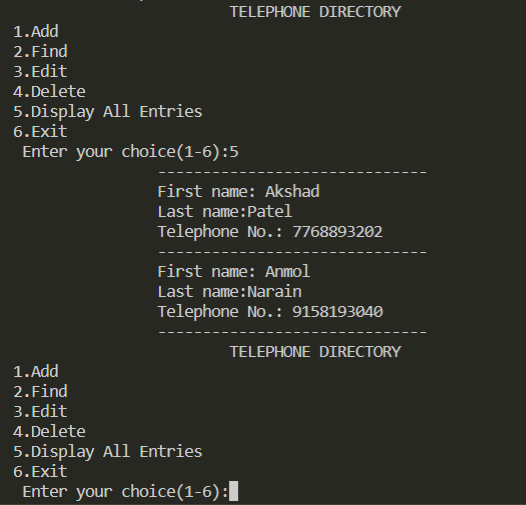 TELEPHONE DIRECTORY
1.Add
2.Find
3.Edit
4.Delete
5.Display All Entries
6.Exit
Enter your choice(1-6):5
------------------------------
First name: Akshad
Last name:Patel
Telephone No.: 7768893202
------------------------------
First name: Anmol
Last name:Narain
Telephone No.: 9158193040
------------------------------
TELEPHONE DIRECTORY
1.Add
2.Find
3.Edit
4.Delete
5.Display All Entries
6.Exit
Enter your choice(1-6):